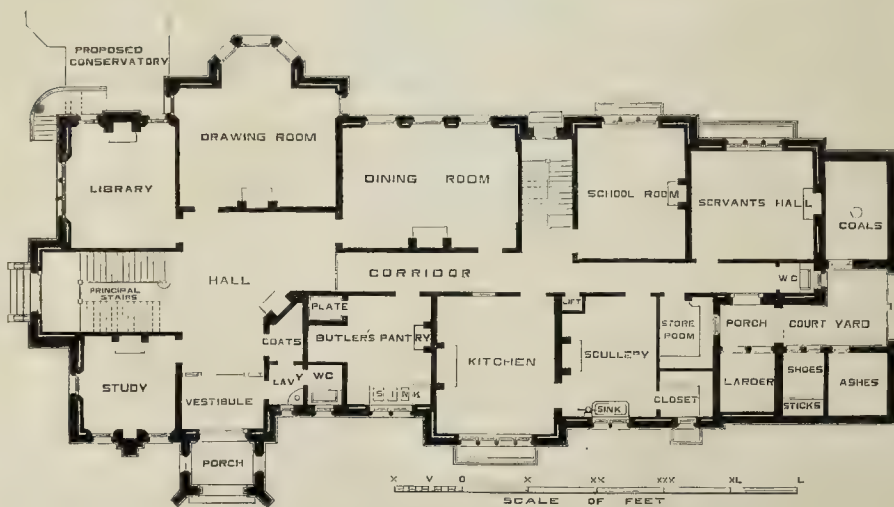 PROPOSED
CONSERVATORY
DRAWING ROOM
LIBRARY
DINING ROOM
SCHOOL ROOM
SERVANTS HALL
COALS
HALL
CORRIDOR
PRINCIPAL
STAIRS
W C
PLATE
LIFT
STORE
ROOM
PORCH
COURT YARD
COATS
BUTLER'S PANTRY
KITCHEN
SCULLERY
STUDY
VESTIBULE
LAVY
WC
SINK
SINK
CLOSET
LARDER
SHOES
STICKS
ASHES
PORCH
X V O X XX XXX XL L
SCALE OF FEET